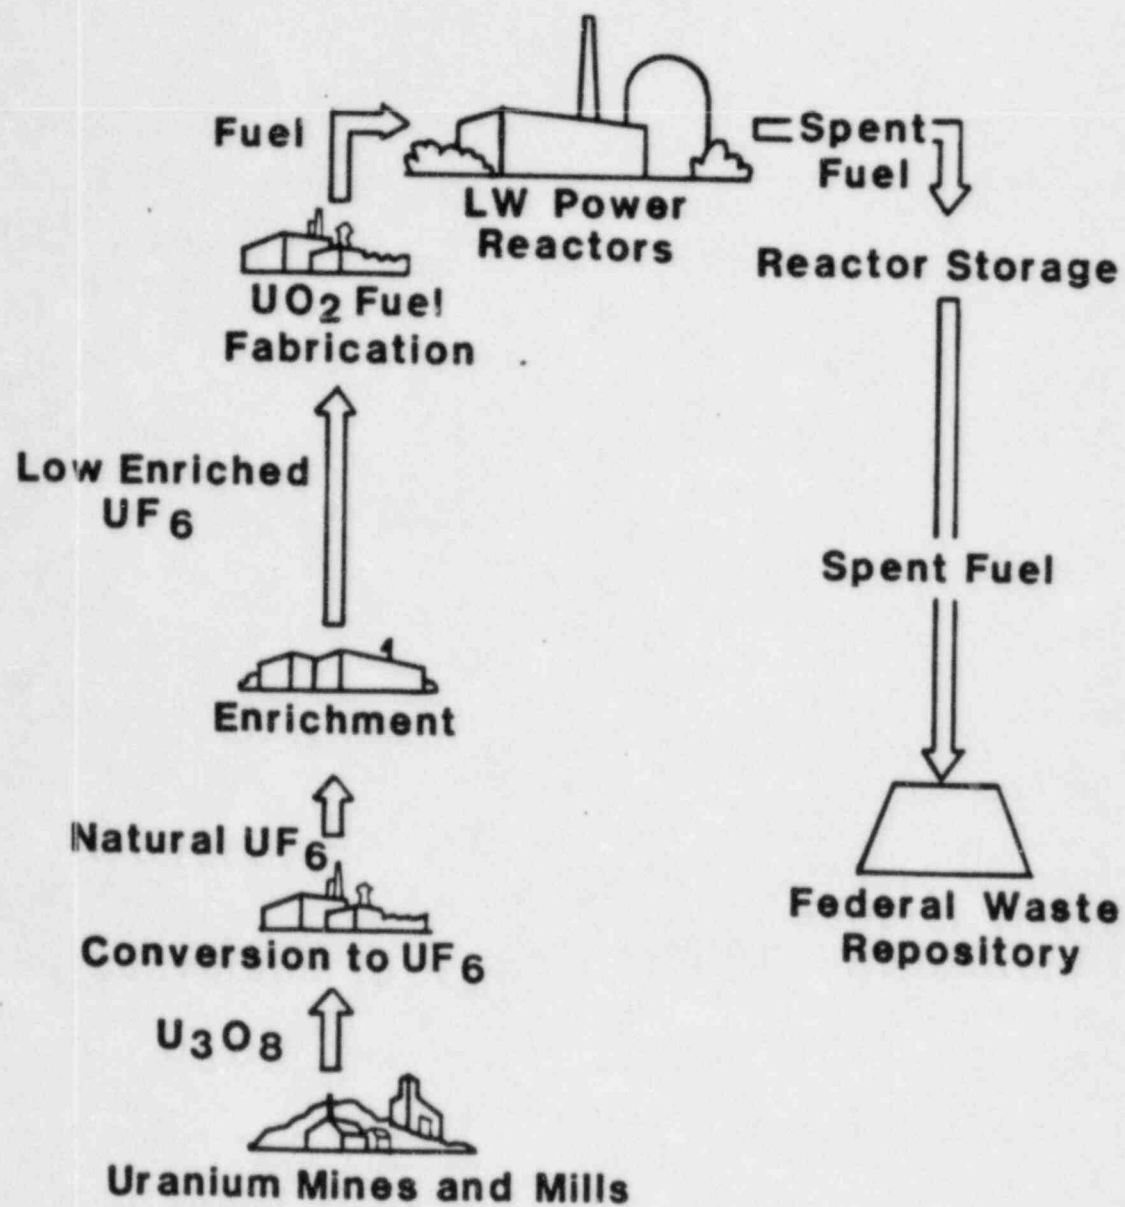 Fuel
LW Power
Reactors
Spent
Fuel
Reactor Storage
UO₂ Fuel
Fabrication
Low Enriched
UF₆
Spent Fuel
Enrichment
Natural UF₆
Conversion to UF₆
Federal Waste
Repository
U₃O₈
Uranium Mines and Mills